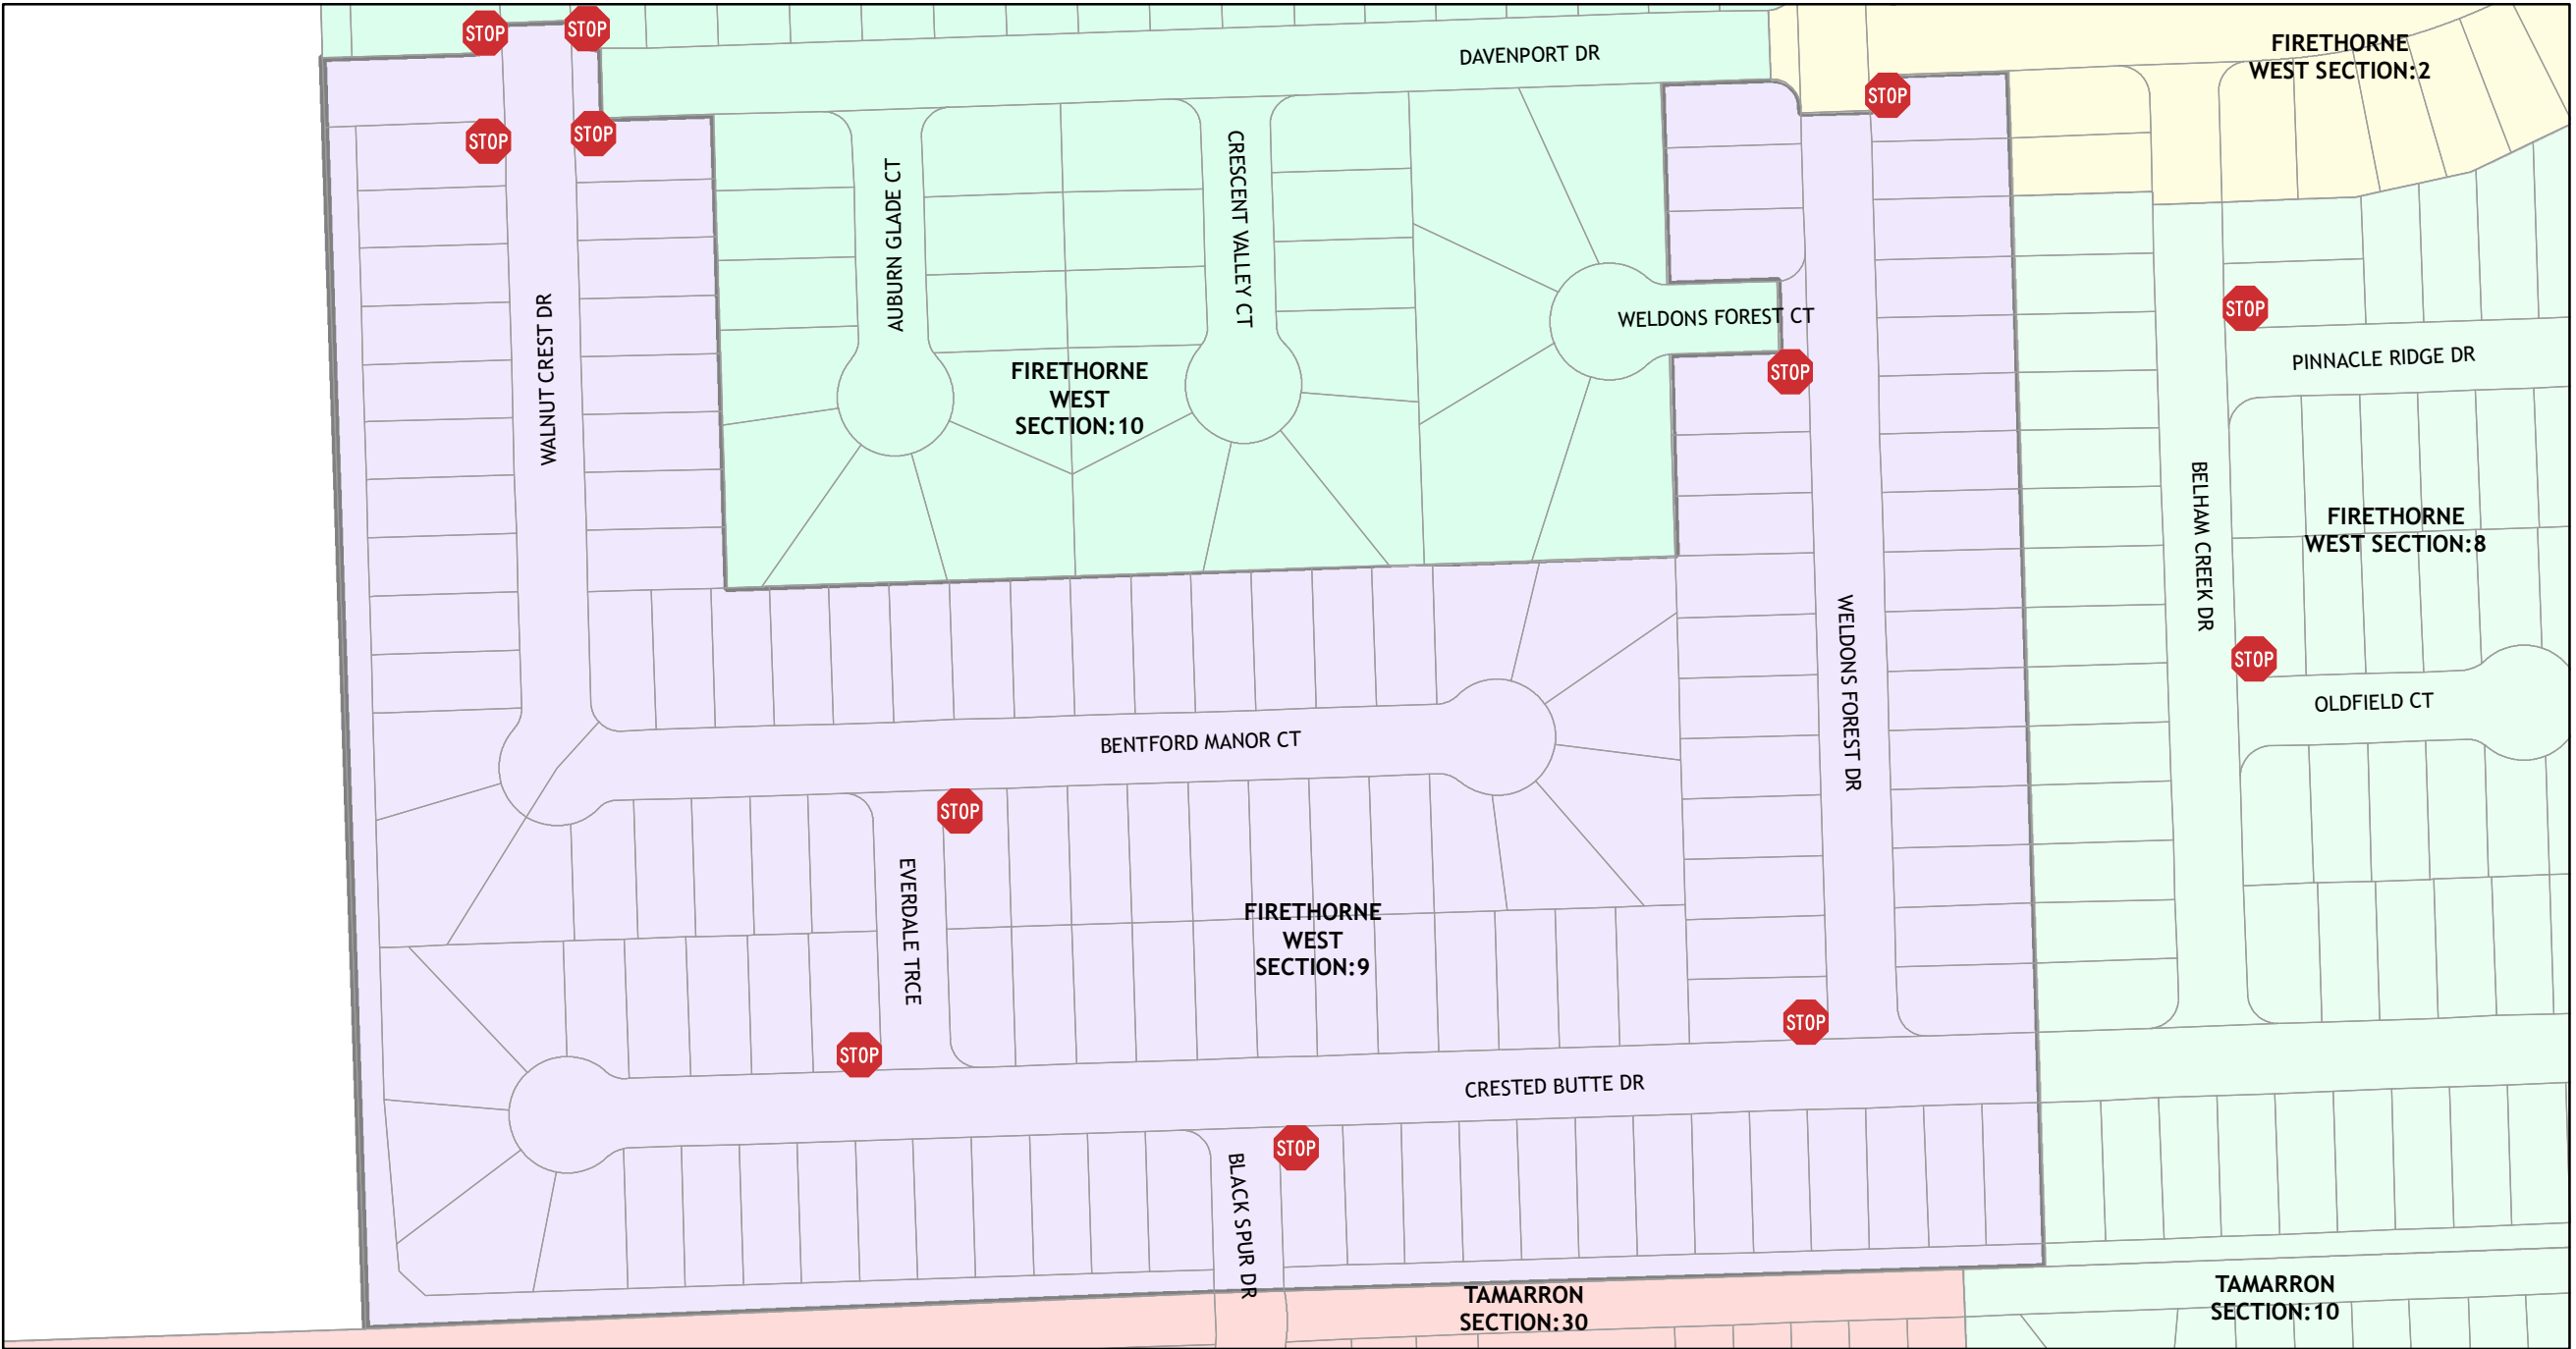 STOP
STOP
DAVENPORT DR
FIRETHORNE
WEST SECTION:2
STOP
STOP
STOP
AUBURN GLADE CT
CRESCENT VALLEY CT
WALNUT CREST DR
WELDONS FOREST CT
STOP
STOP
PINNACLE RIDGE DR
FIRETHORNE
WEST
SECTION:10
BELHAM CREEK DR
FIRETHORNE
WEST SECTION:8
STOP
OLDFIELD CT
WELDONS FOREST DR
BENTFORD MANOR CT
STOP
EVERDALE TRCE
FIRETHORNE
WEST
SECTION:9
STOP
STOP
CRESTED BUTTE DR
STOP
BLACK SPUR DR
TAMARRON
SECTION:30
TAMARRON
SECTION:10